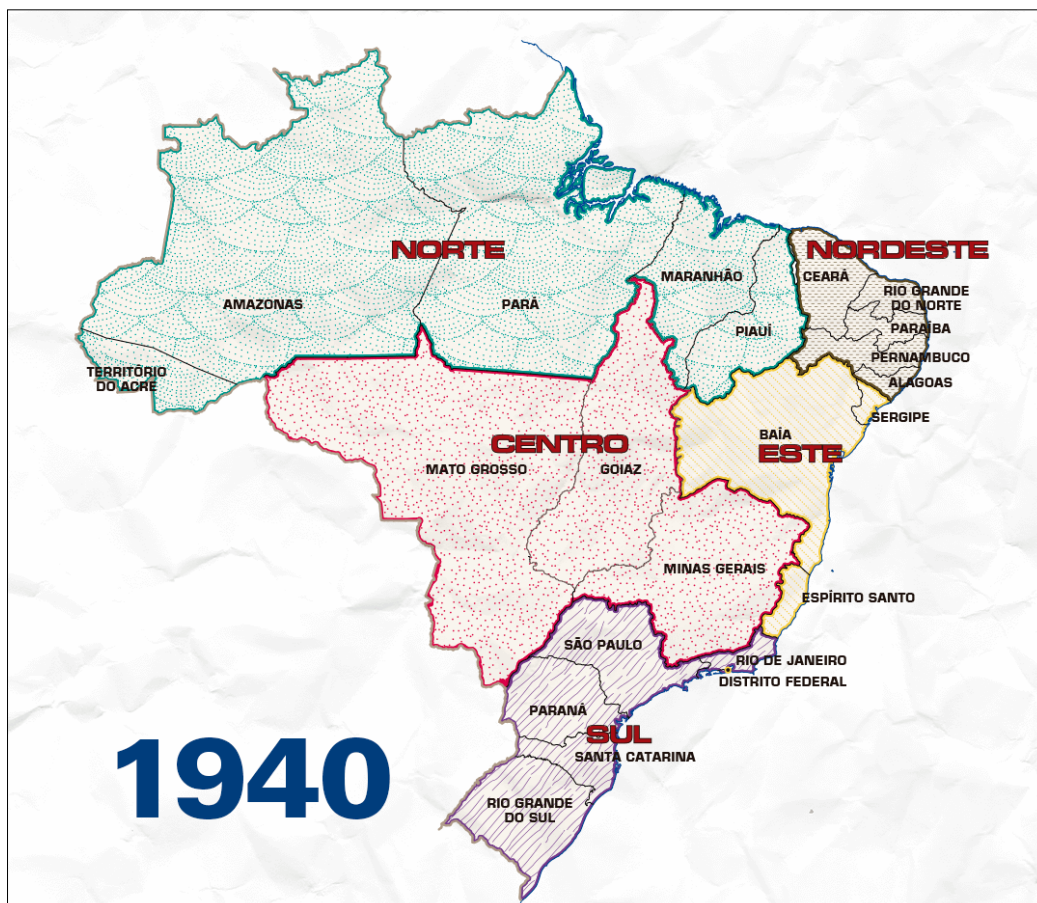 NORTE
NORDESTE
MARANHÃO
CEARÁ
RIO GRANDE
DO NORTE
AMAZONAS
PARÁ
PIAUÍ
PARAÍBA
PERNAMBUCO
TERRITÓRIO
DO ACRE
ALAGOAS
SERGIPE
BAÍA
CENTRO
ESTE
MATO GROSSO
GOIAZ
MINAS GERAIS
ESPÍRITO SANTO
SÃO PAULO
RIO DE JANEIRO
DISTRITO FEDERAL
PARANÁ
SUL
SANTA CATARINA
1940
RIO GRANDE
DO SUL